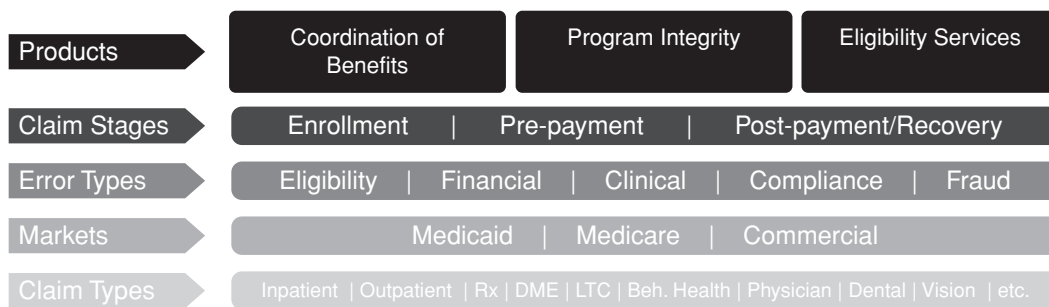 Products
Coordination of
Benefits
Program Integrity
Eligibility Services
Claim Stages
Enrollment | Pre-payment | Post-payment/Recovery
Error Types
Eligibility | Financial | Clinical | Compliance | Fraud
Markets
Medicaid | Medicare | Commercial
Claim Types
Inpatient | Outpatient | Rx | DME | LTC | Beh. Health | Physician | Dental | Vision | etc.